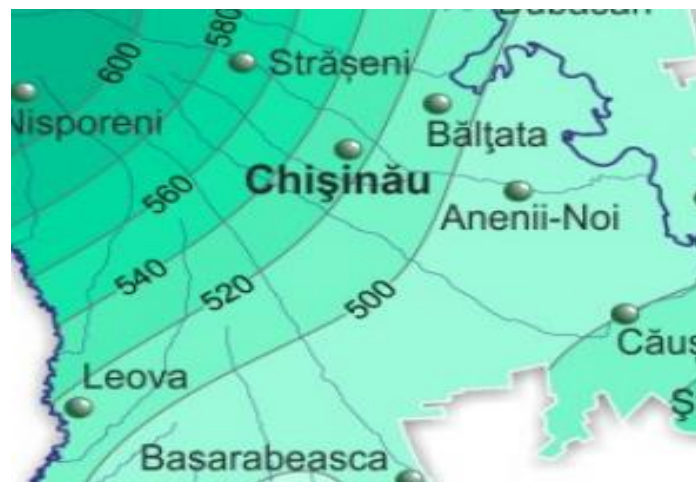 580
600
Strășeni
Nisporeni
Bălţata
Chişinău
560
Anenii-Noi
540
520
500
Leova
Basarabeasca